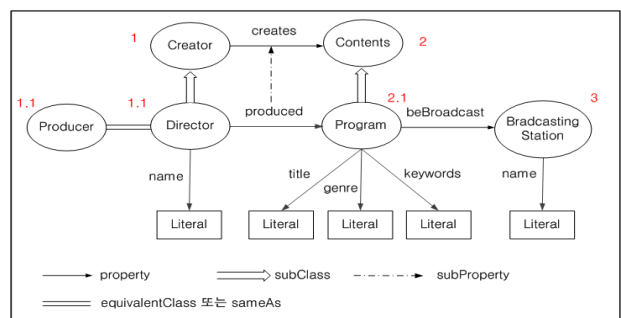 1
Creator
creates
Contents
2
1.1
Producer
1.1
Director
produced
2.1
Program
beBroadcast
3
Bradcasting
Station
name
title
genre
keywords
name
Literal
Literal
Literal
Literal
Literal
property
subClass
subProperty
equivalentClass 또는 sameAs